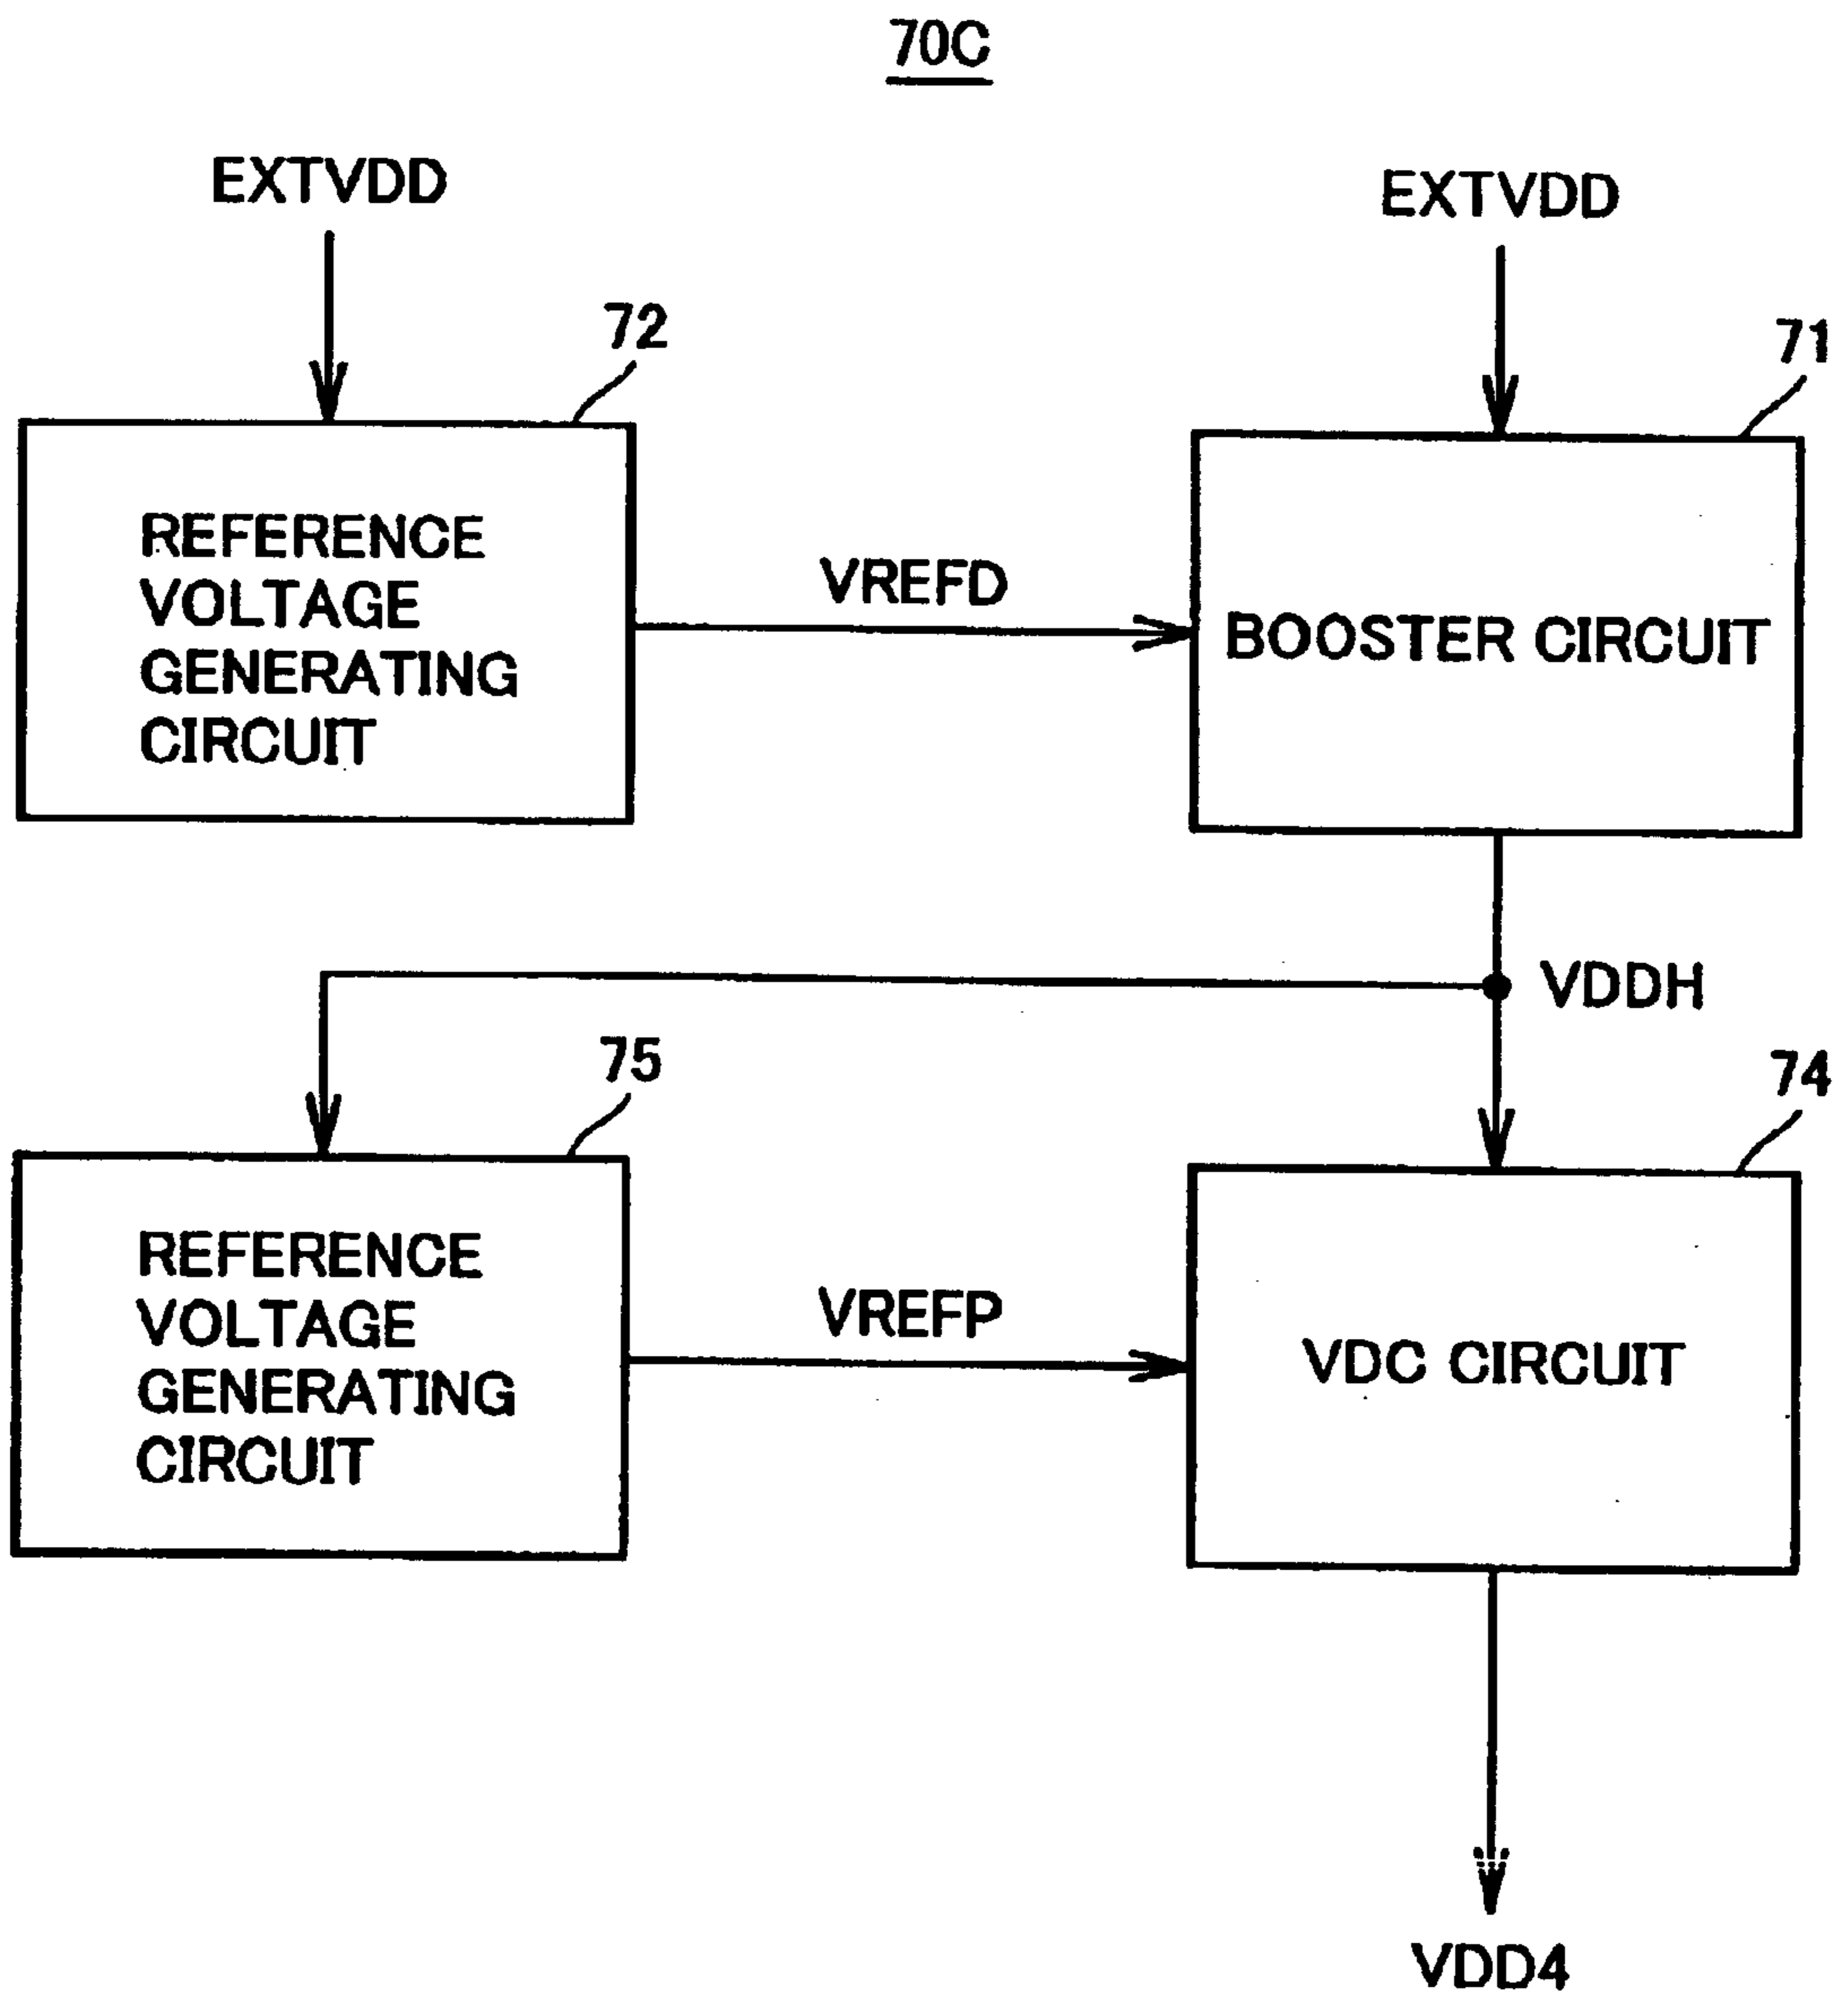 70C
EXTVDD
EXTVDD
72
71
REFERENCE
VOLTAGE
GENERATING
CIRCUIT
VREFD
BOOSTER CIRCUIT
VDDH
75
74
REFERENCE
VOLTAGE
GENERATING
CIRCUIT
VREFP
VDC CIRCUIT
VDD4